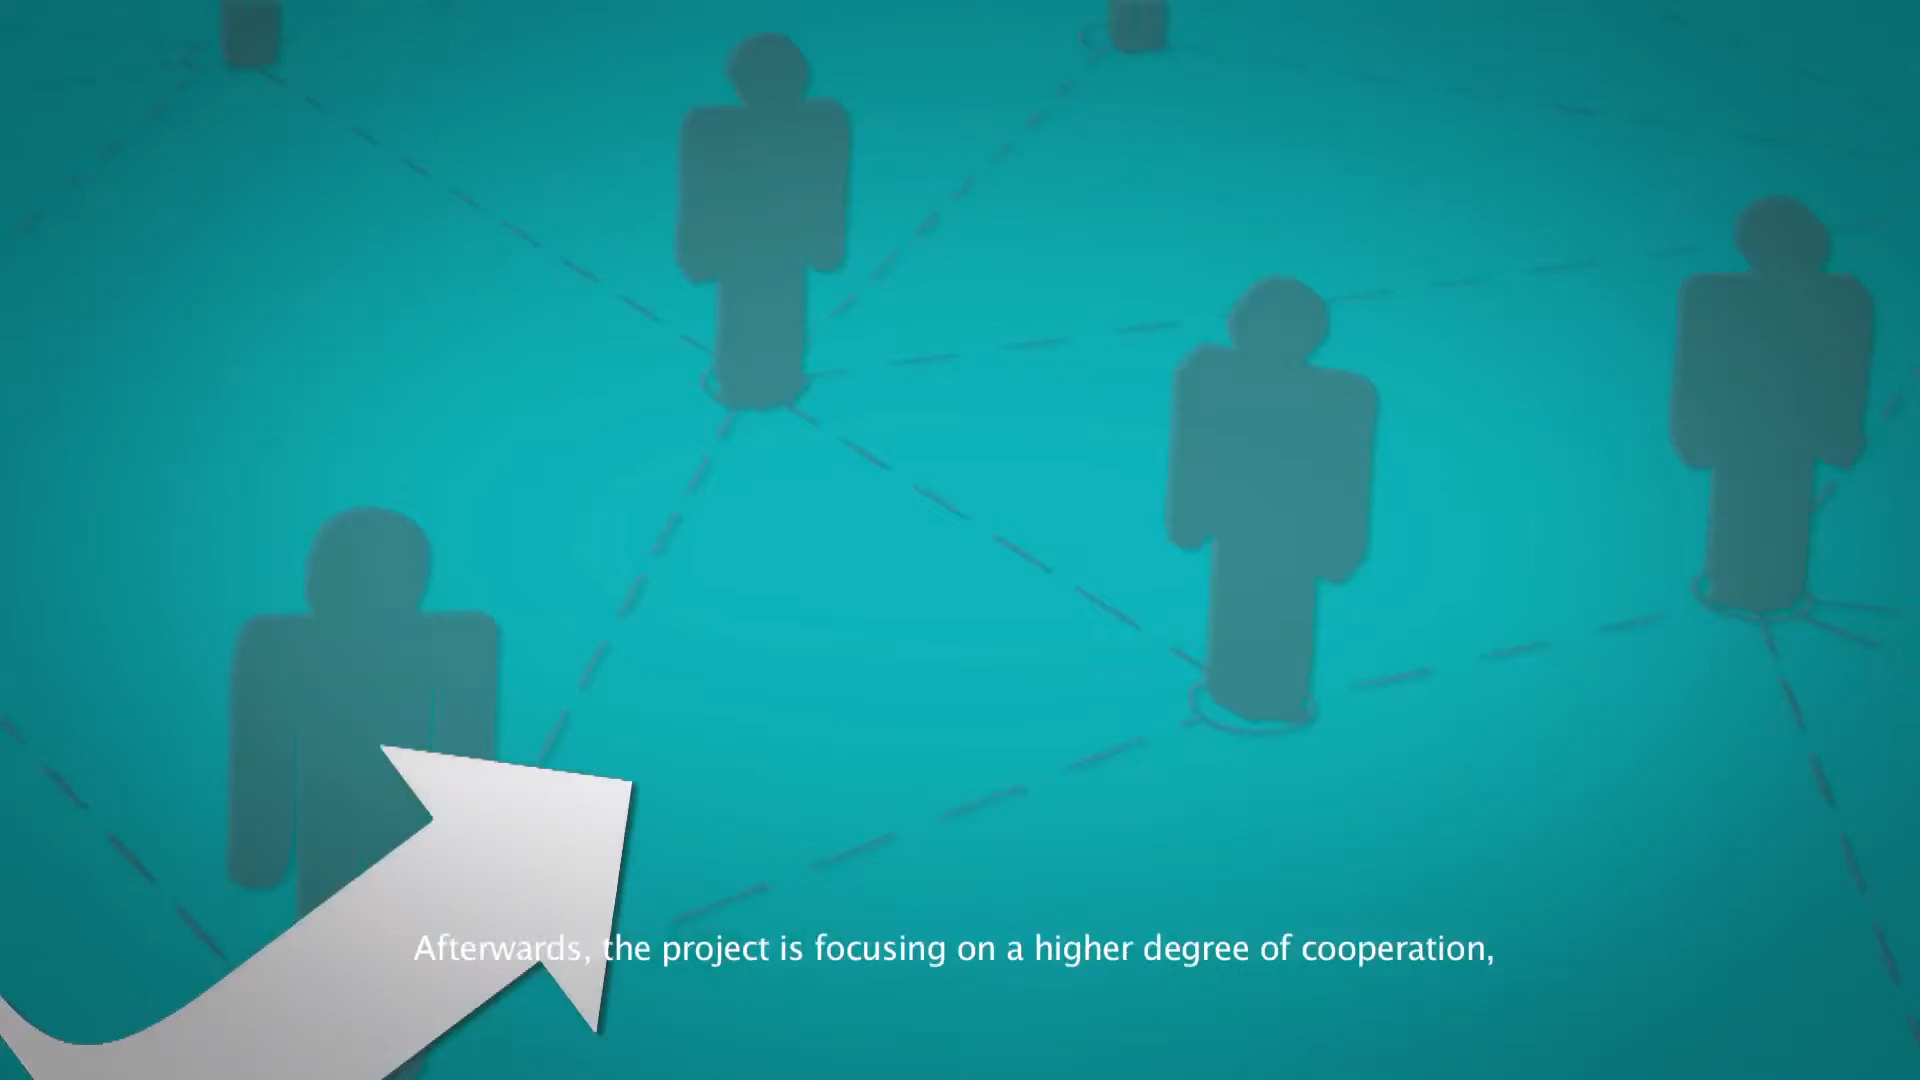 Afterwards, the project is focusing on a higher degree of cooperation,